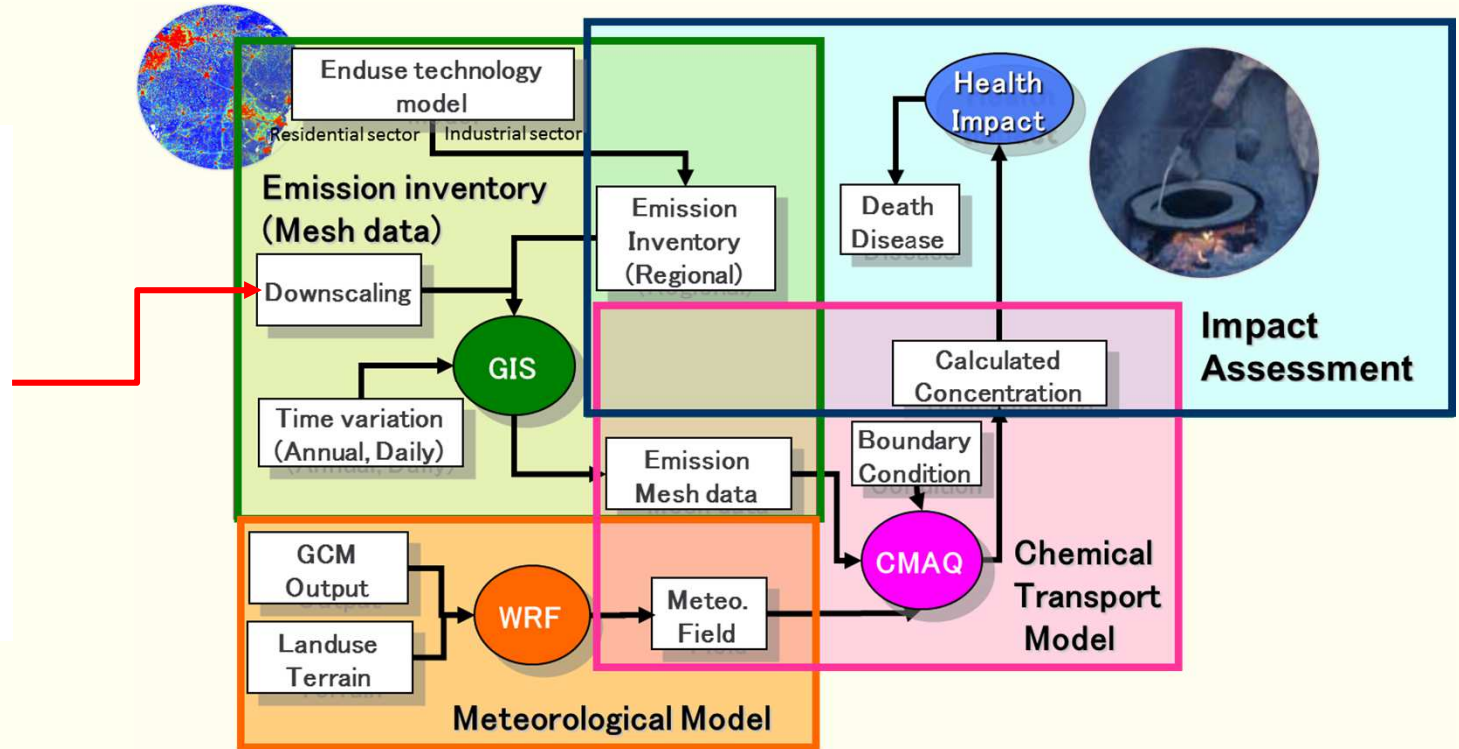 Enduse technology
model
Residential sector
Industrial sector
Emission inventory
(Mesh data)
Emission
Inventory
(Regional)
Downscaling
GIS
Time variation
(Annual, Daily)
Emission
Mesh data
Health
Impact
Death
Disease
Impact
Assessment
Calculated
Concentration
Boundary
Condition
CMAQ
Chemical
Transport
Model
GCM
Output
Landuse
Terrain
WRF
Meteo.
Field
Meteorological Model